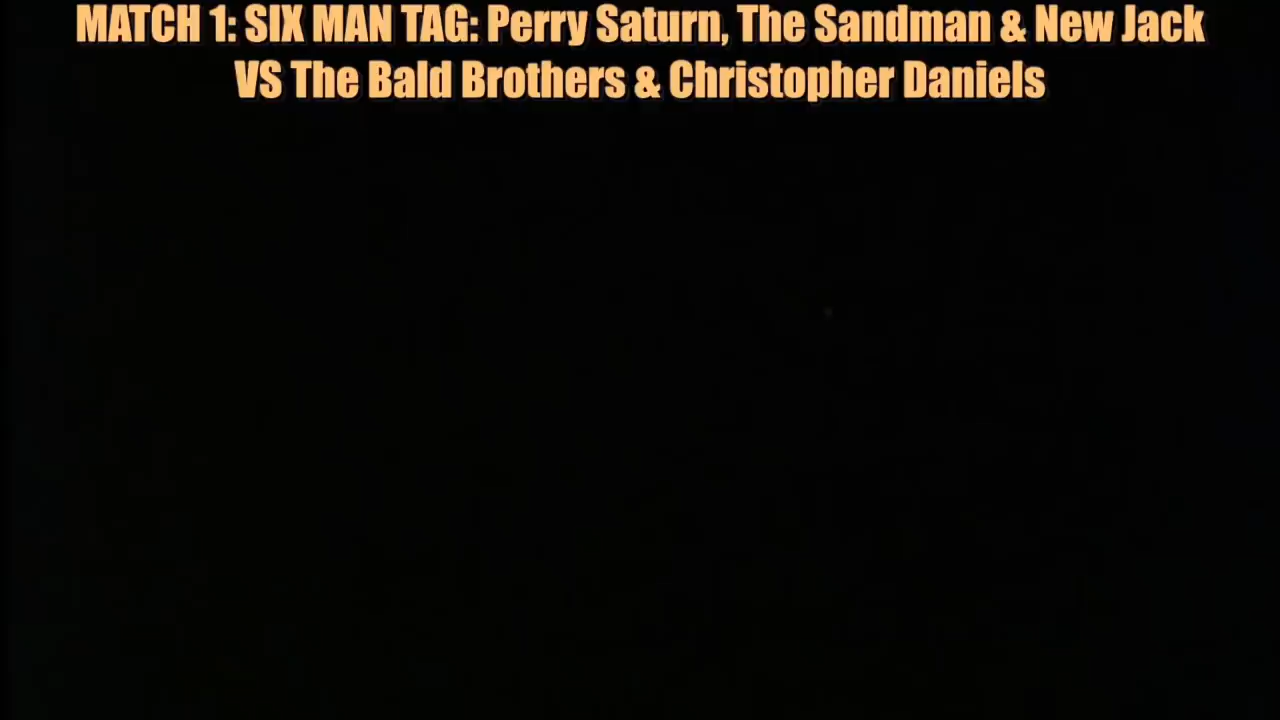 MATCH 1: SIX MAN TAG: Perry Saturn, The Sandman & New Jack
VS The Bald Brothers & Christopher Daniels